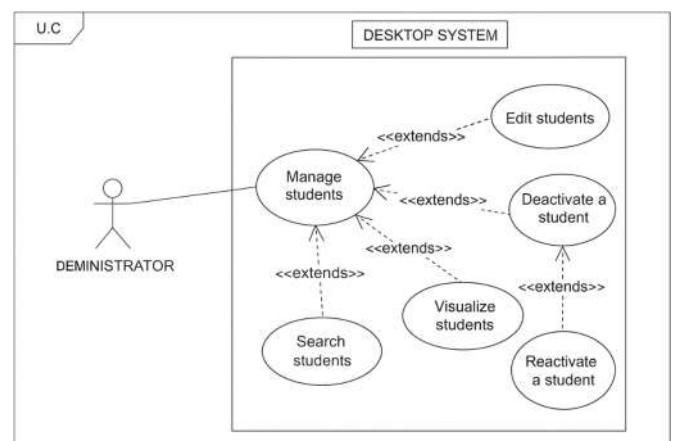 U.C
DESKTOP SYSTEM
Edit students
<<extends>>
Manage
students
Deactivate a
student
<<extends>>
DEMINISTRATOR
<<extends>>
<<extends>>
<<extends>>
Visualize
students
Search
students
Reactivate
a student